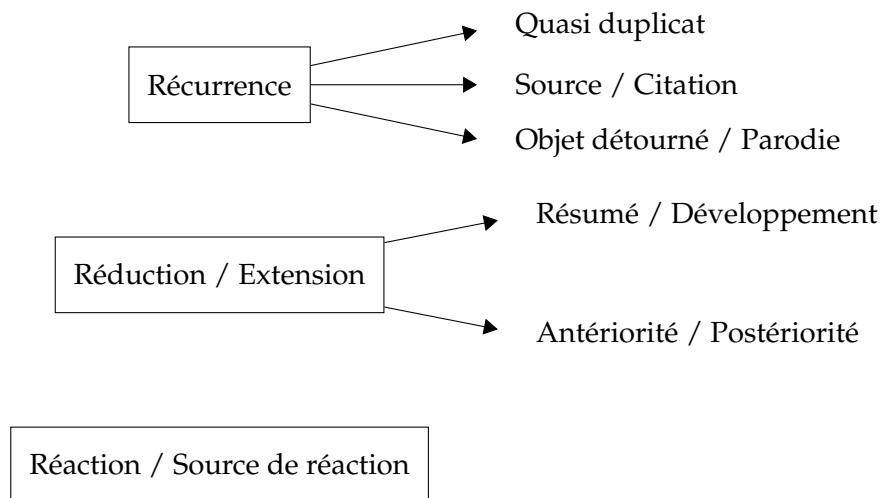 Quasi duplicat
Récurrence
Source / Citation
Objet détourné / Parodie
Résumé / Développement
Réduction / Extension
Antériorité / Postériorité
Réaction / Source de réaction